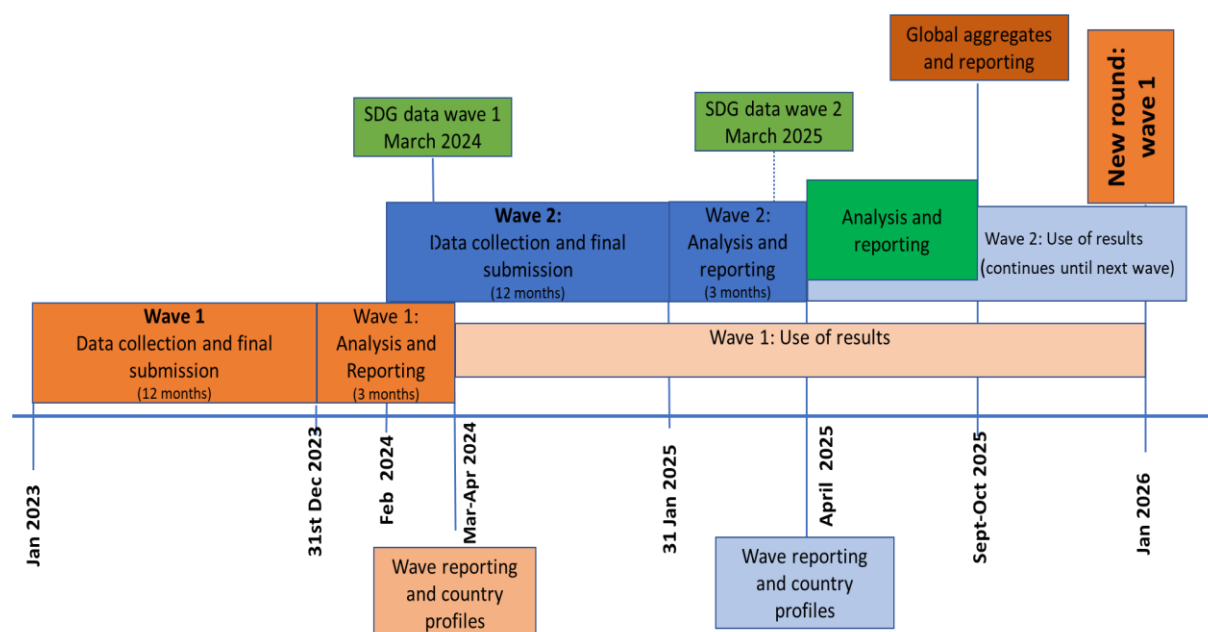 Global aggregates
and reporting
New round:
wave 1
SDG data wave 1
March 2024
SDG data wave 2
March 2025
Wave 2:
Data collection and final
submission
(12 months)
Wave 2:
Analysis and
reporting
(3 months)
Analysis and
reporting
Wave 2: Use of results
(continues until next wave)
Wave 1
Data collection and final
submission
(12 months)
Wave 1:
Analysis and
Reporting
(3 months)
Wave 1: Use of results
Jan 2023
31st Dec 2023
Feb 2024
Mar-Apr 2024
31 Jan 2025
April 2025
Sept-Oct 2025
Jan 2026
Wave reporting
and country
profiles
Wave reporting
and country
profiles